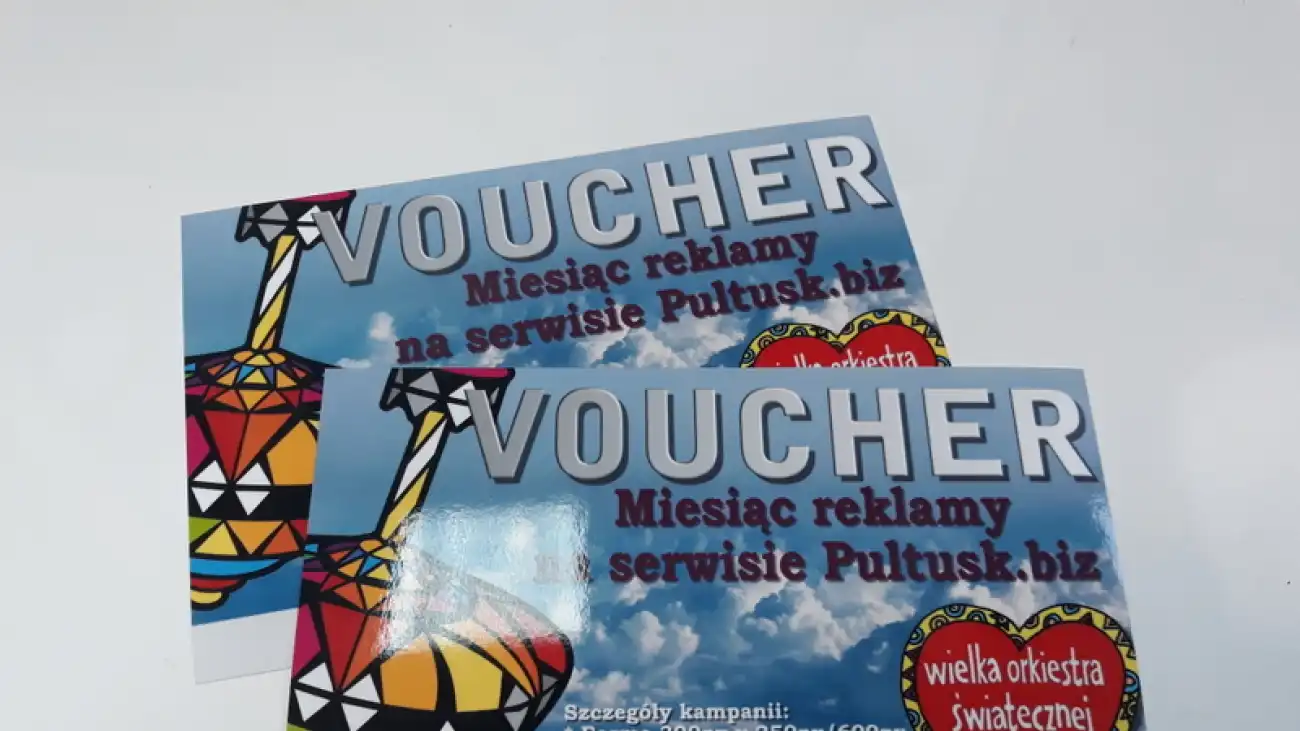 VOUCHER
Miesiąc reklamy
na serwisie Pultusk.biz
orkiestra
VOUCHER
Miesiąc reklamy
na serwisie Pultusk.biz
wielka orkiestra
świątecznej
Szczegóły kampanii: